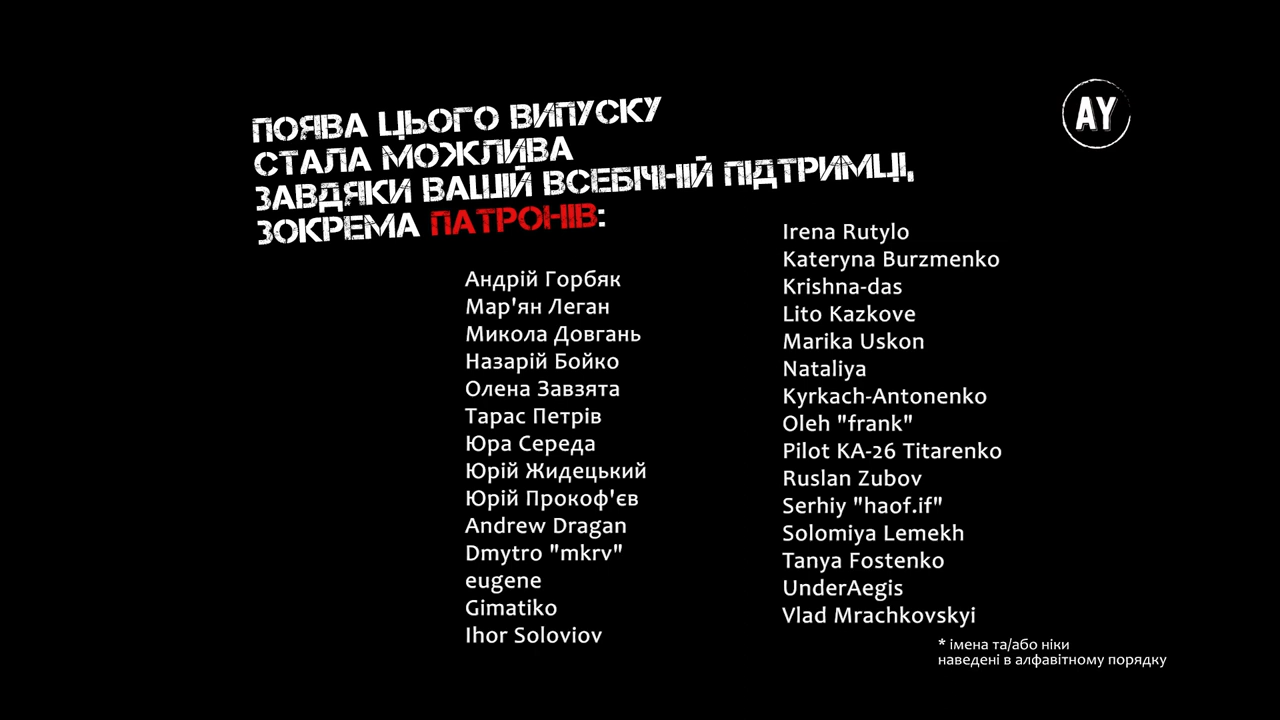 ПОЯВА ЦЬОГО ВИПУСКУ
СТАЛА МОЖЛИВА
ЗАВДЯКИ ВАШІЙ ВСЕБІЧНІЙ ПІДТРИМЦІ,
ЗОКРЕМА ПАТРОНІВ:
AY
Андрій Горбяк
Мар'ян Леган
Микола Довгань
Назарій Бойко
Олена Завзята
Тарас Петрів
Юра Середа
Юрій Жидецький
Юрій Прокоф'єв
Andrew Dragan
Dmytro "mkrv"
eugene
Gimatiko
Ihor Soloviov
Irena Rutylo
Kateryna Burzmenko
Krishna-das
Lito Kazkove
Marika Uskon
Nataliya
Kyrkach-Antonenko
Oleh "frank"
Pilot KA-26 Titarenko
Ruslan Zubov
Serhiy "haof.if"
Solomiya Lemekh
Tanya Fostenko
UnderAegis
Vlad Mrachkovskyi
* імена та/або ніки
наведені в алфавітному порядку